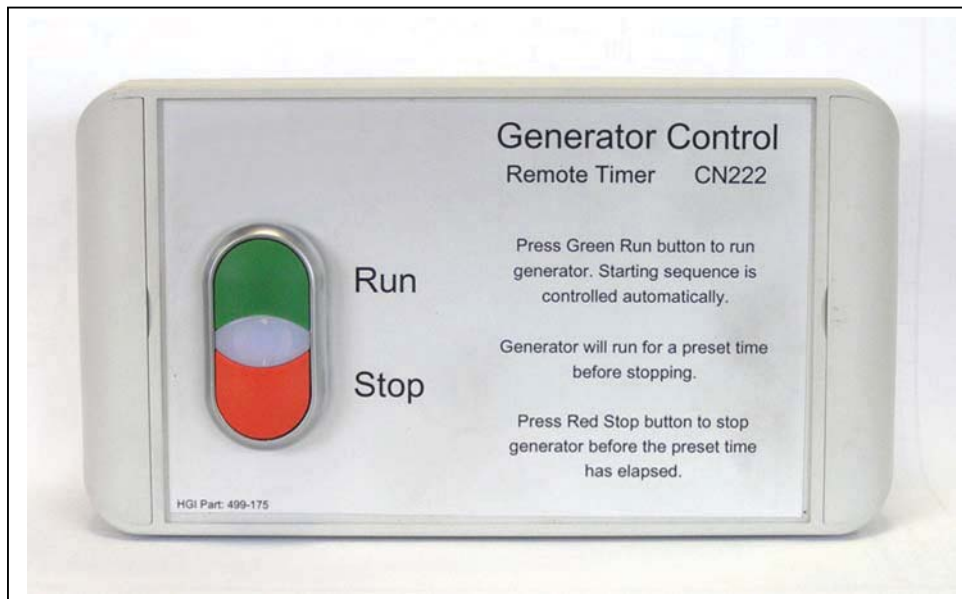 Generator Control
Remote Timer CN222
Press Green Run button to run
generator. Starting sequence is
controlled automatically.
Run
Generator will run for a preset time
before stopping.
Stop
Press Red Stop button to stop
generator before the preset time
has elapsed.
HGI Part: 499-175